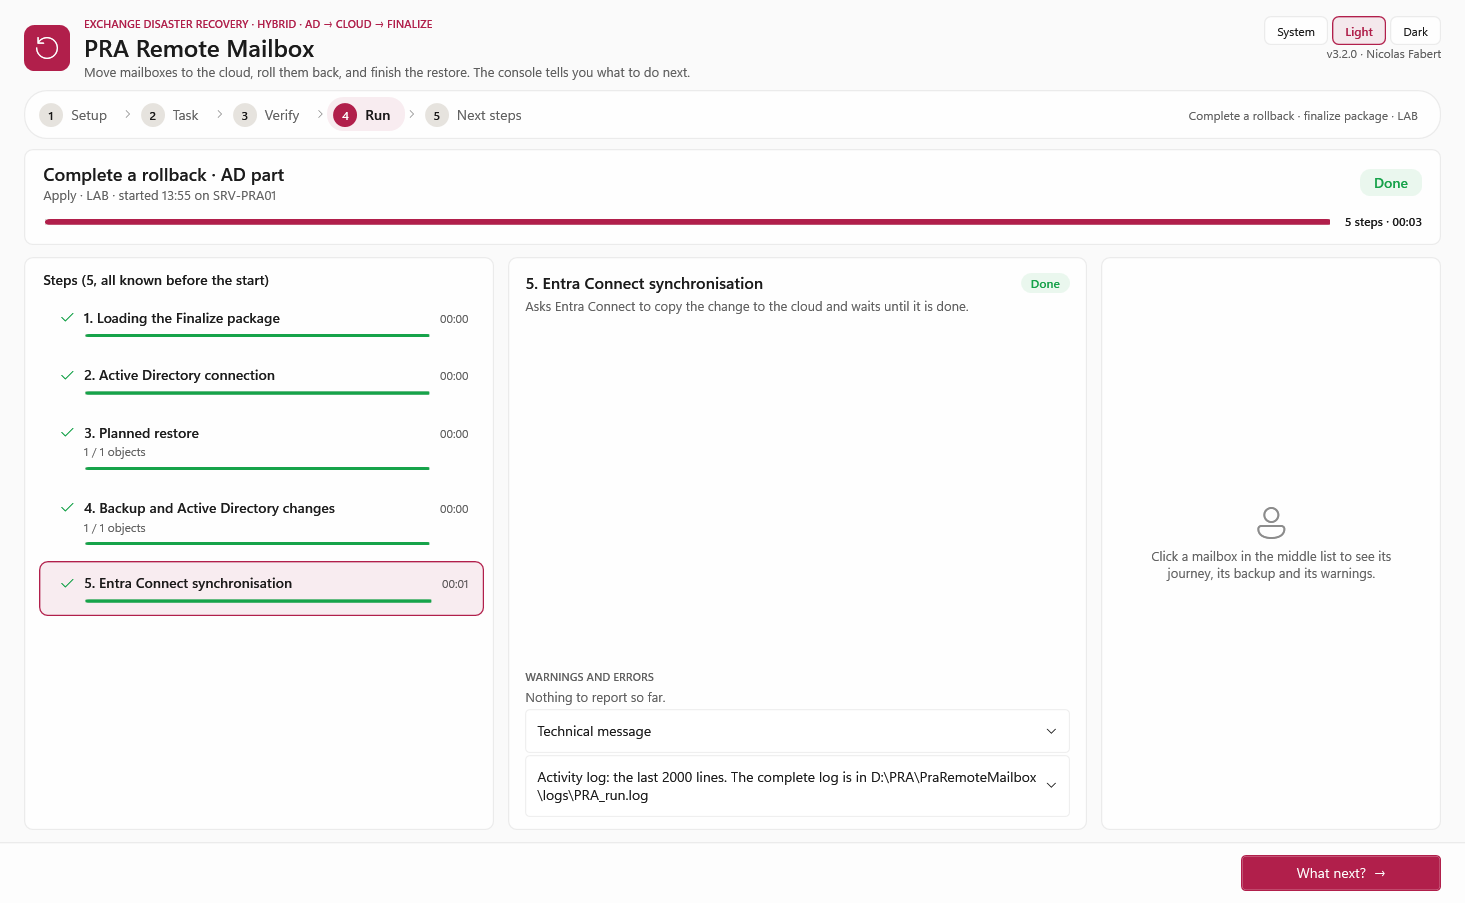 EXCHANGE DISASTER RECOVERY · HYBRID · AD → CLOUD → FINALIZE
PRA Remote Mailbox
Move mailboxes to the cloud, roll them back, and finish the restore. The console tells you what to do next.
System
Light
Dark
v3.2.0 · Nicolas Fabert
1 Setup
2 Task
3 Verify
4 Run
5 Next steps
Complete a rollback · finalize package · LAB
Complete a rollback · AD part
Apply · LAB · started 13:55 on SRV-PRA01
Done
5 steps · 00:03
Steps (5, all known before the start)
1. Loading the Finalize package 00:00
2. Active Directory connection 00:00
3. Planned restore 00:00
1 / 1 objects
4. Backup and Active Directory changes 00:00
1 / 1 objects
5. Entra Connect synchronisation 00:01
5. Entra Connect synchronisation
Done
Asks Entra Connect to copy the change to the cloud and waits until it is done.
WARNINGS AND ERRORS
Nothing to report so far.
Technical message
Activity log: the last 2000 lines. The complete log is in D:\PRA\PraRemoteMailbox
\logs\PRA_run.log
Click a mailbox in the middle list to see its
journey, its backup and its warnings.
What next? →